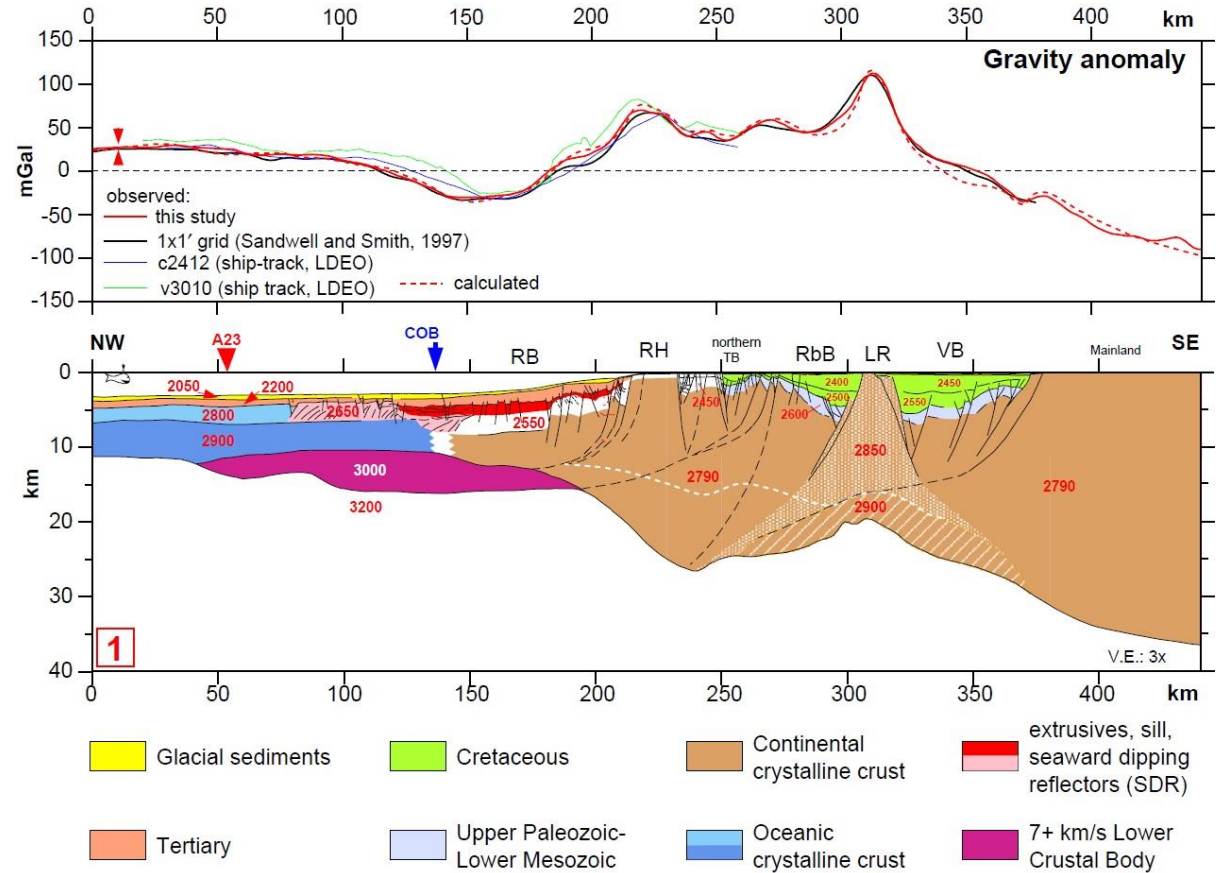 0 50 100 150 200 250 300 350 400 km
Gravity anomaly
150
100
50
0
-50
-100
-150
mGal
observed:
this study
1x1′ grid (Sandwell and Smith, 1997)
c2412 (ship-track, LDEO)
v3010 (ship track, LDEO)
calculated
NW
A23
COB
RB
RH
northern
TB
RbB
LR
VB
Mainland
SE
0
10
20
30
40
km
2050
2200
2800
2650
2900
3000
3200
2550
2450
2790
2600
2400
2500
2850
2900
2450
2550
2790
1
V.E.: 3x
0 50 100 150 200 250 300 350 400 km
Glacial sediments
Cretaceous
Continental
crystalline crust
extrusives, sill,
seaward dipping
reflectors (SDR)
Tertiary
Upper Paleozoic-
Lower Mesozoic
Oceanic
crystalline crust
7+ km/s Lower
Crustal Body